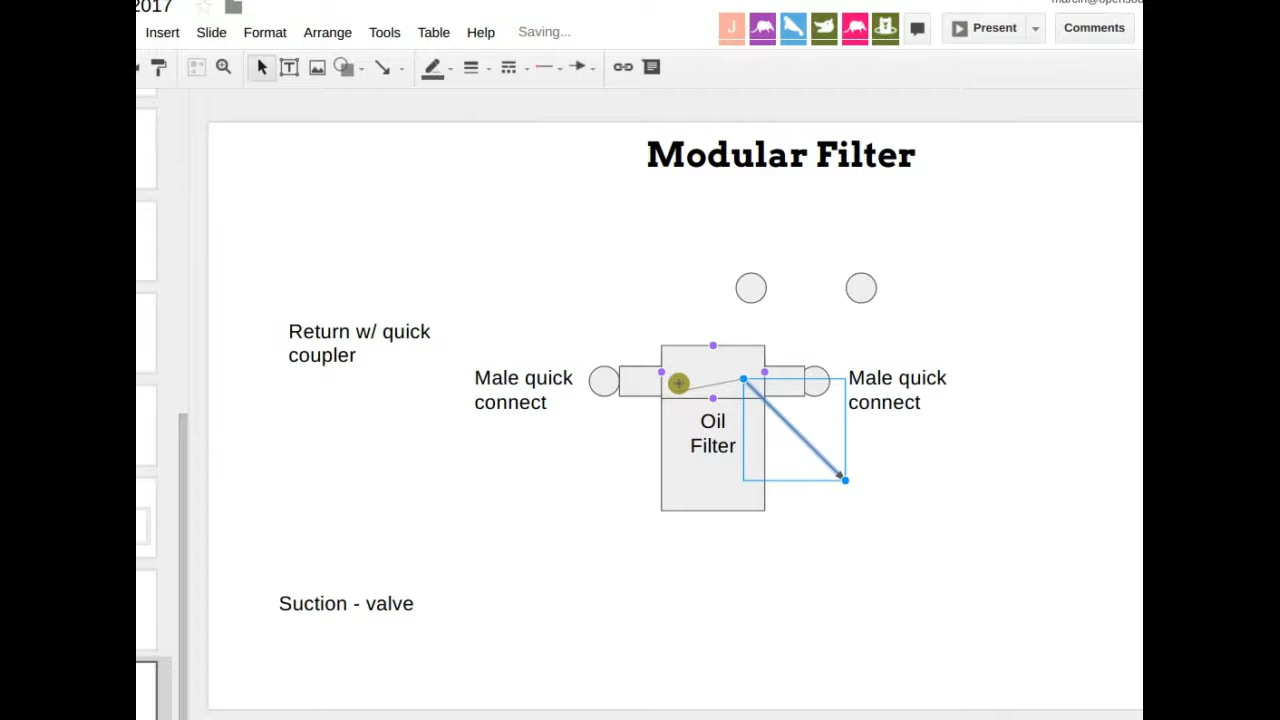 2017
Insert Slide Format Arrange Tools Table Help Saving...
J
Present
Comments
Modular Filter
Return w/ quick
coupler
Male quick
connect
Oil
Filter
Male quick
connect
Suction - valve